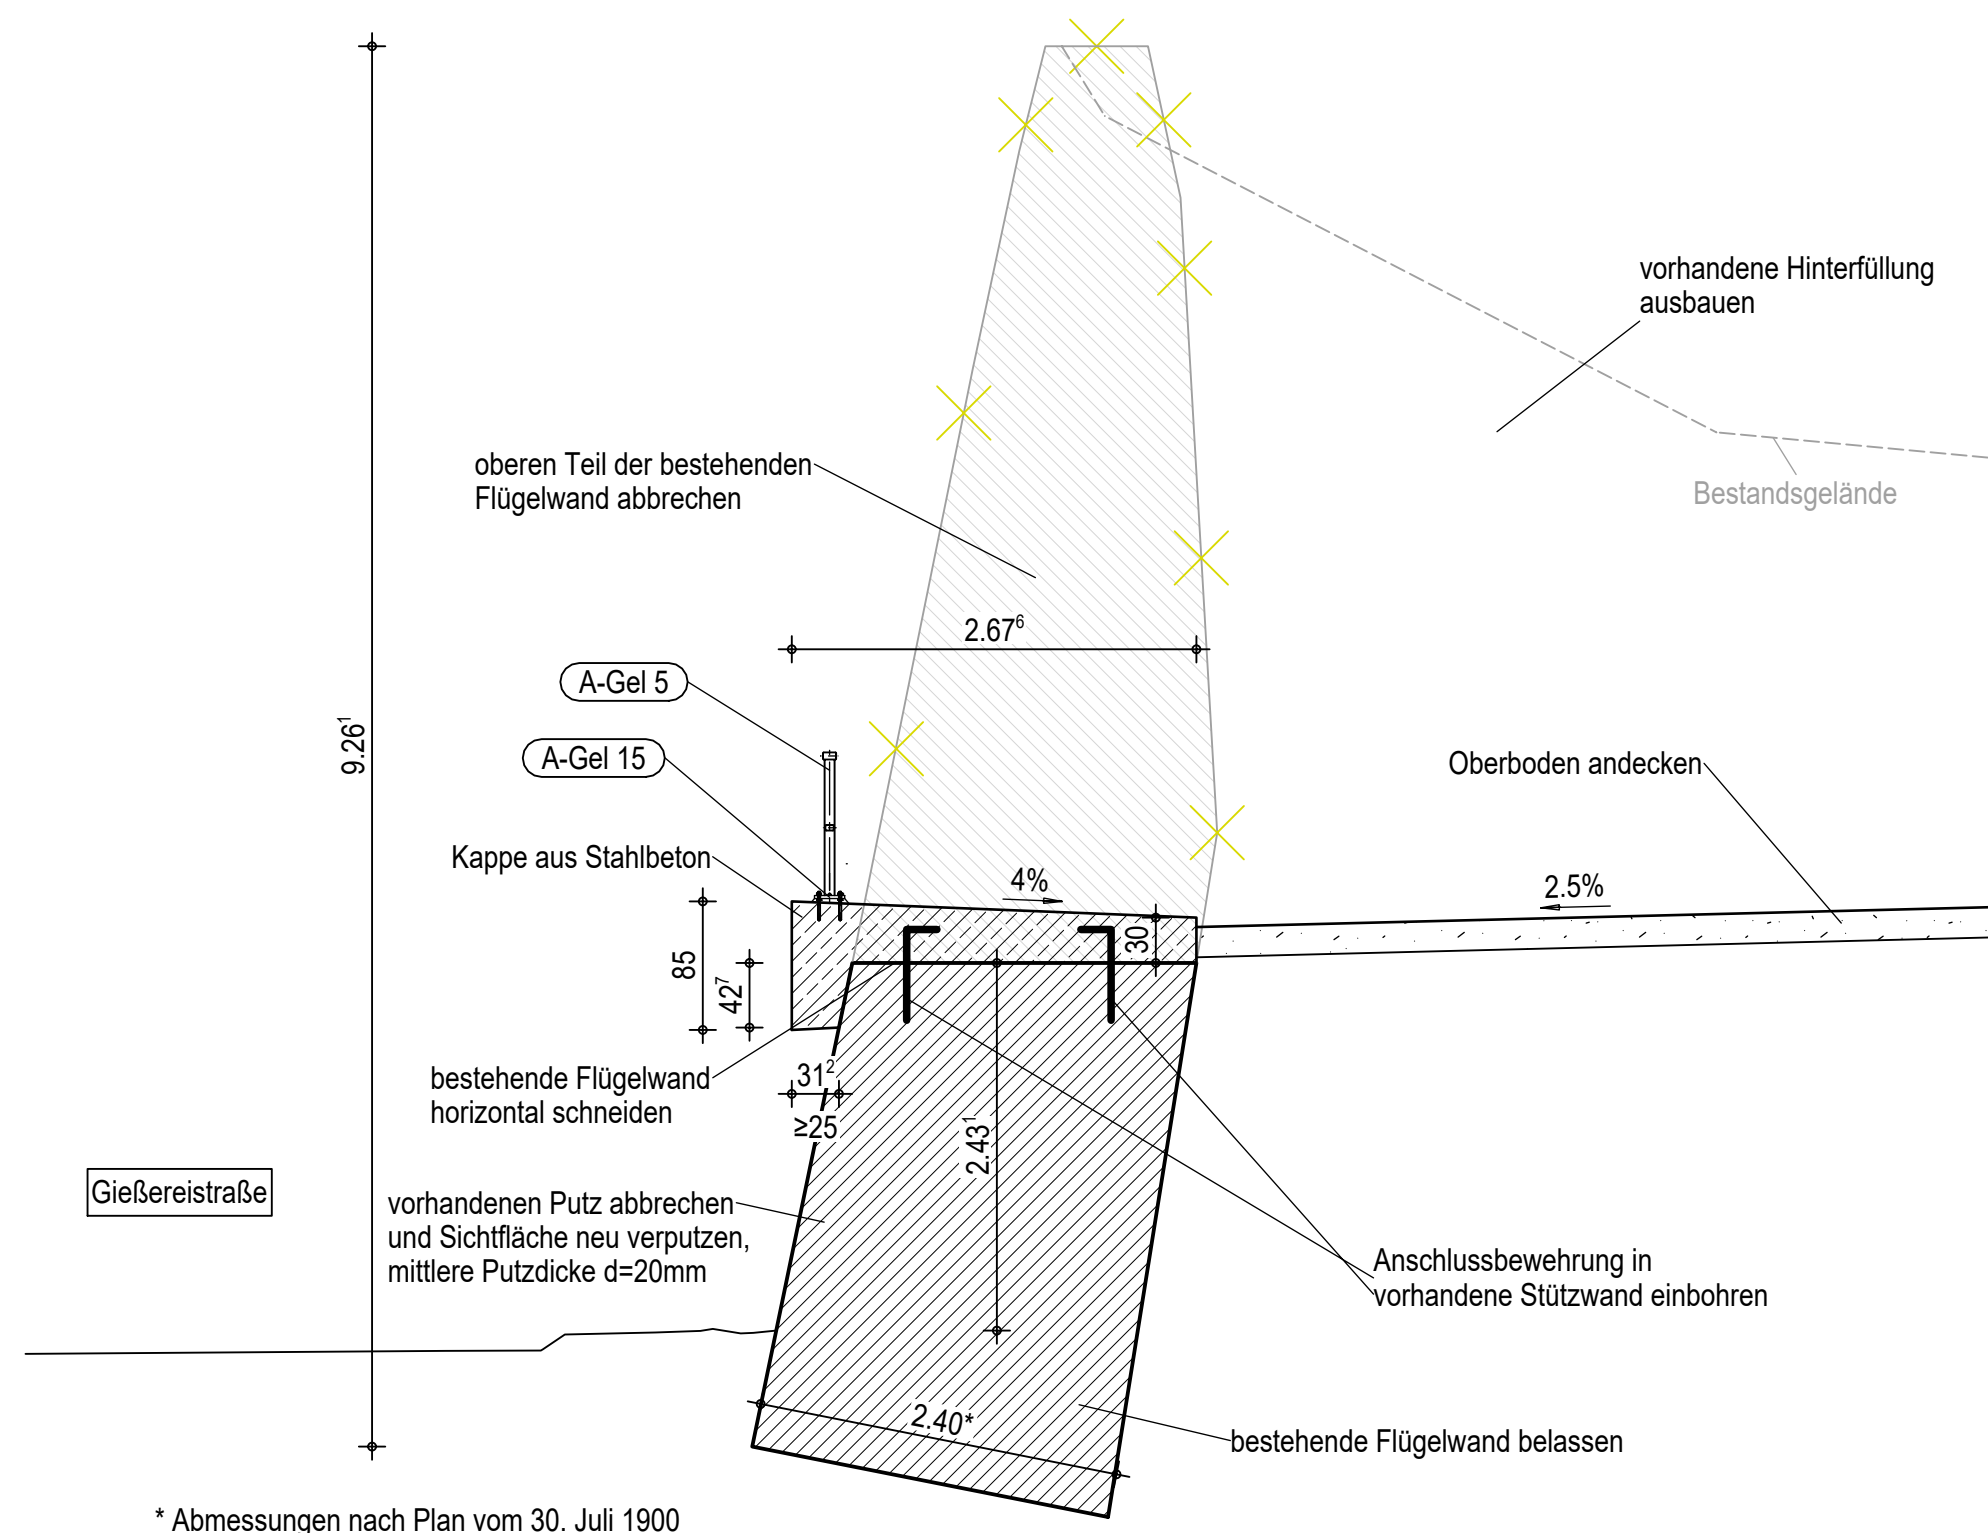 vorhandene Hinterfüllung
ausbauen
oberen Teil der bestehenden
Flügelwand abbrechen
Bestandsgelände
2.67⁶
A-Gel 5
9.26¹
A-Gel 15
Oberboden andecken
Kappe aus Stahlbeton
4%
2.5%
30
85
42⁷
bestehende Flügelwand
horizontal schneiden
31²
≥25
2.43¹
Gießereistraße
vorhandenen Putz abbrechen
und Sichtfläche neu verputzen,
mittlere Putzdicke d=20mm
Anschlussbewehrung in
vorhandene Stützwand einbohren
2.40*
bestehende Flügelwand belassen
* Abmessungen nach Plan vom 30. Juli 1900